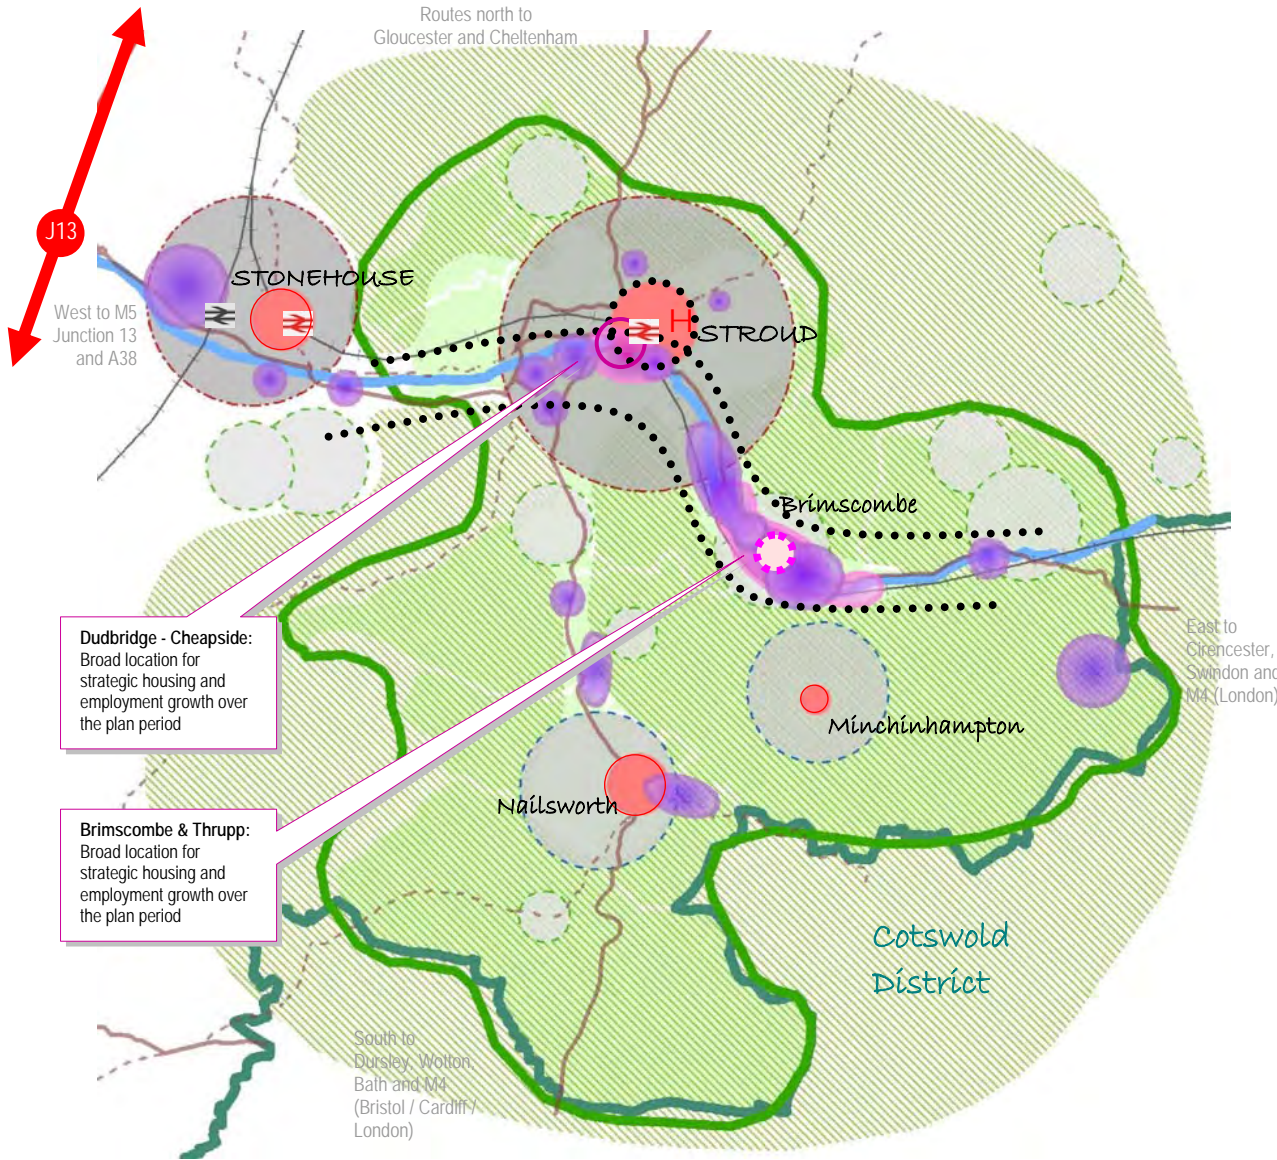 Routes north to
Gloucester and Cheltenham
J13
West to M5
Junction 13
and A38
STONEHOUSE
H
STROUD
Brimscombe
Dudbridge - Cheapside:
Broad location for
strategic housing and
employment growth over
the plan period
East to
Cirencester,
Swindon and
M4 (London)
Minchinhampton
Nailsworth
Brimscombe & Thrupp:
Broad location for
strategic housing and
employment growth over
the plan period
Cotswold
District
South to
Dursley, Wotton,
Bath and M4
(Bristol / Cardiff /
London)